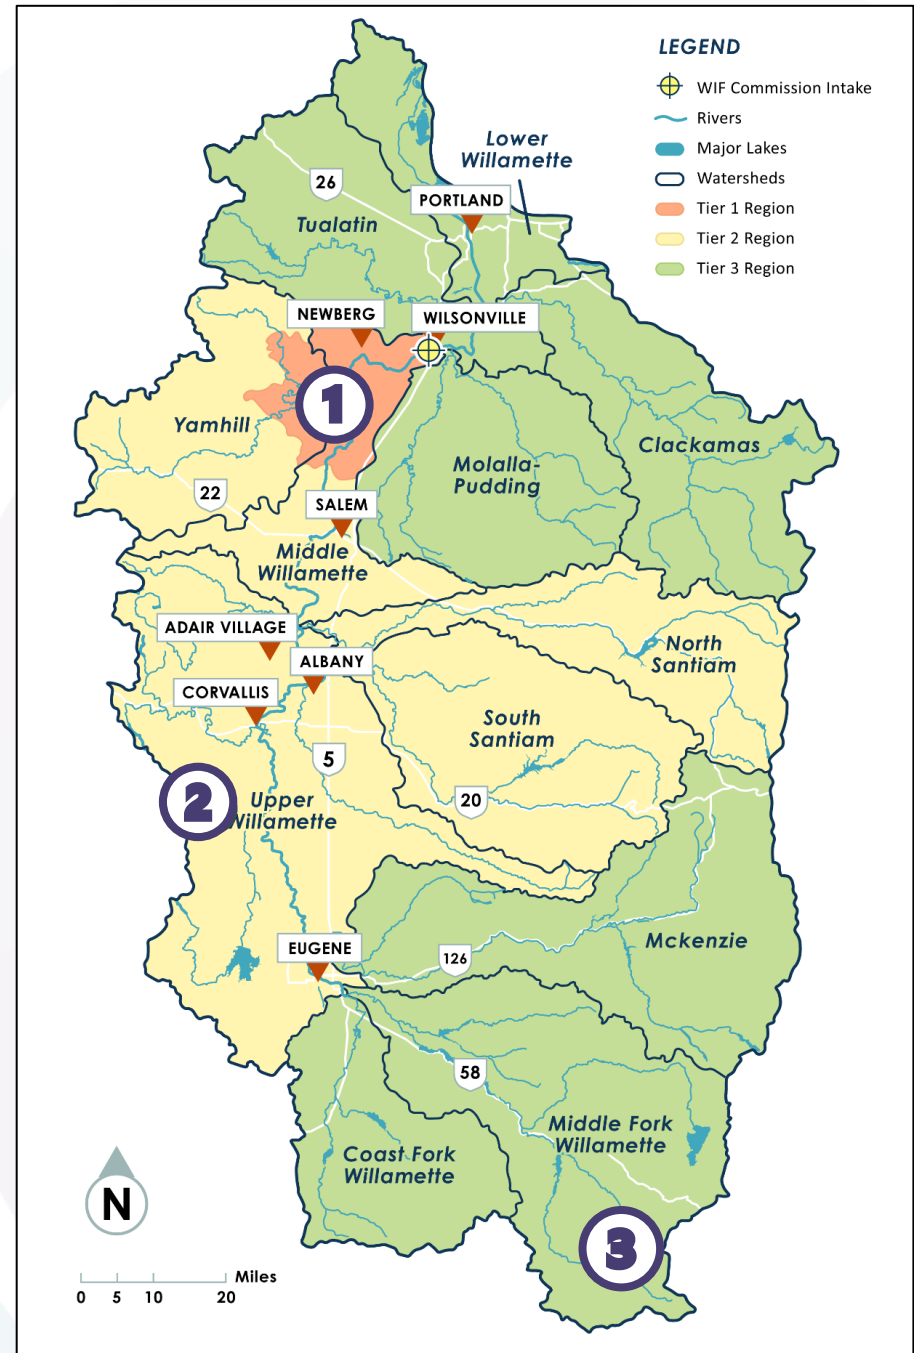 LEGEND
WIF Commission Intake
Rivers
Major Lakes
Watersheds
Tier 1 Region
Tier 2 Region
Tier 3 Region
Lower
Willamette
26
PORTLAND
Tualatin
NEWBERG
WILSONVILLE
1
Yamhill
Clackamas
Molalla-
Pudding
22
SALEM
Middle
Willamette
ADAIR VILLAGE
ALBANY
North
Santiam
CORVALLIS
South
Santiam
5
2
Upper
Willamette
20
EUGENE
126
Mckenzie
58
Middle Fork
Willamette
Coast Fork
Willamette
N
3
Miles
0 5 10 20